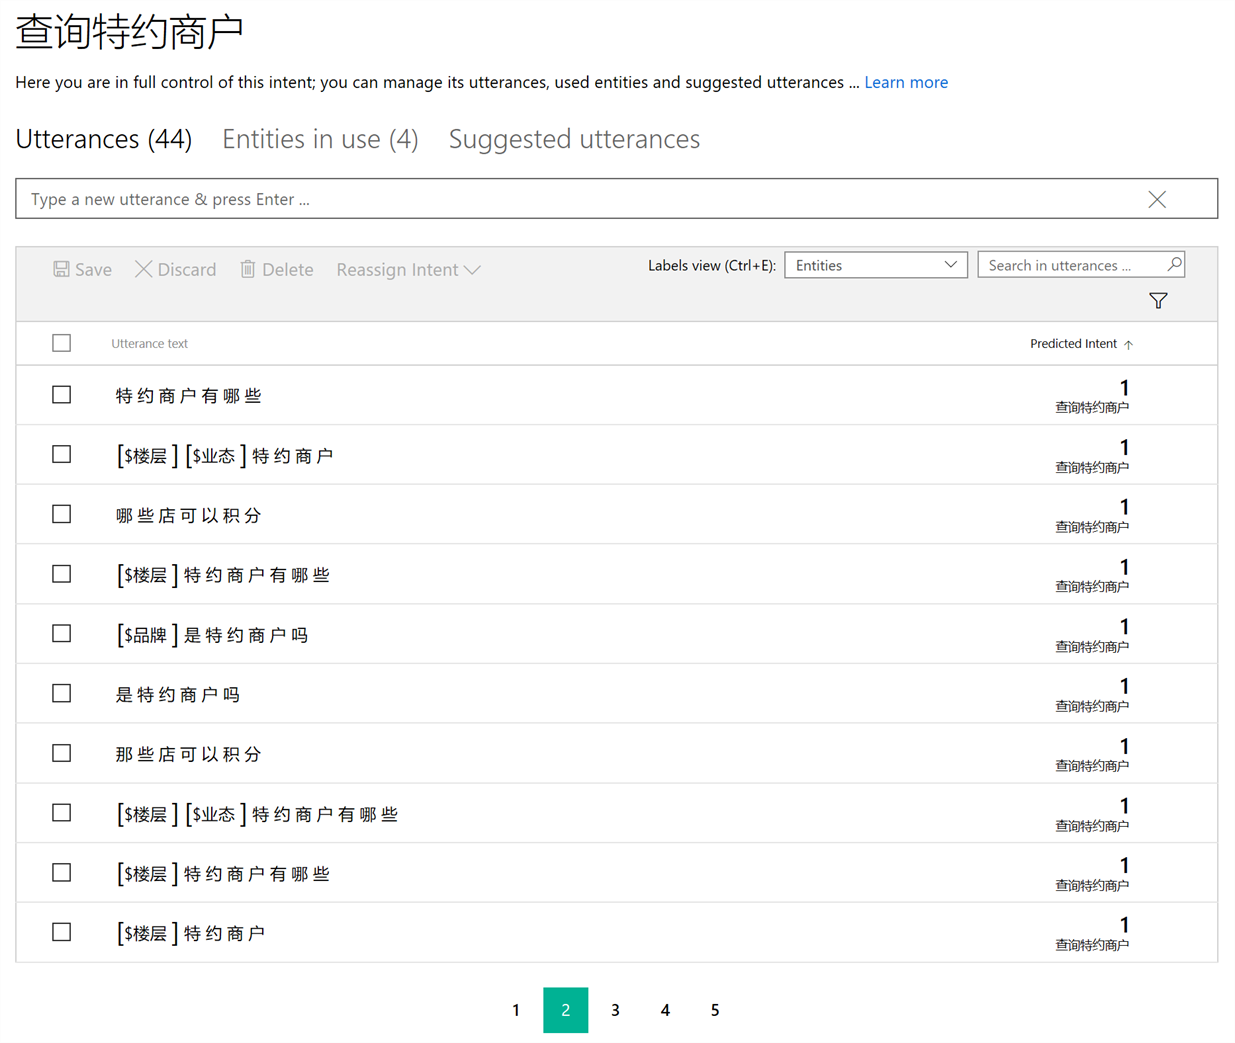 查询特约商户
Here you are in full control of this intent; you can manage its utterances, used entities and suggested utterances ... Learn more
Utterances (44) Entities in use (4) Suggested utterances
Type a new utterance & press Enter ...
Save Discard Delete Reassign Intent Labels view (Ctrl+E): Entities Search in utterances ...
Utterance text Predicted Intent
特约商户有哪些 1
查询特约商户
[$楼层] [$业态] 特约商户 1
查询特约商户
哪些店可以积分 1
查询特约商户
[$楼层] 特约商户有哪些 1
查询特约商户
[$品牌] 是特约商户吗 1
查询特约商户
是特约商户吗 1
查询特约商户
那些店可以积分 1
查询特约商户
[$楼层] [$业态] 特约商户有哪些 1
查询特约商户
[$楼层] 特约商户有哪些 1
查询特约商户
[$楼层] 特约商户 1
查询特约商户
1 2 3 4 5